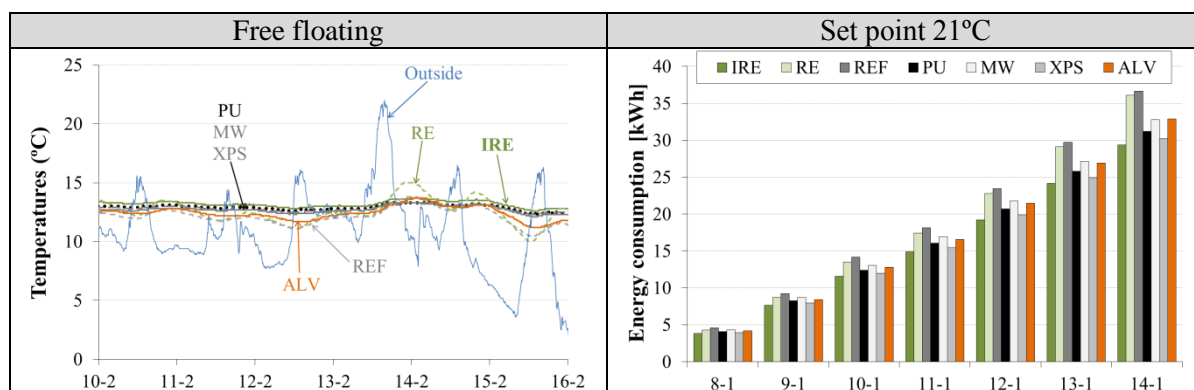 Free floating
Set point 21ºC
Temperatures (ºC)
25
20
15
10
5
0
Outside
PU
MW
XPS
RE
IRE
REF
ALV
10-2 11-2 12-2 13-2 14-2 15-2 16-2
Energy consumption [kWh]
40
35
30
25
20
15
10
5
0
IRE RE REF PU MW XPS ALV
8-1 9-1 10-1 11-1 12-1 13-1 14-1